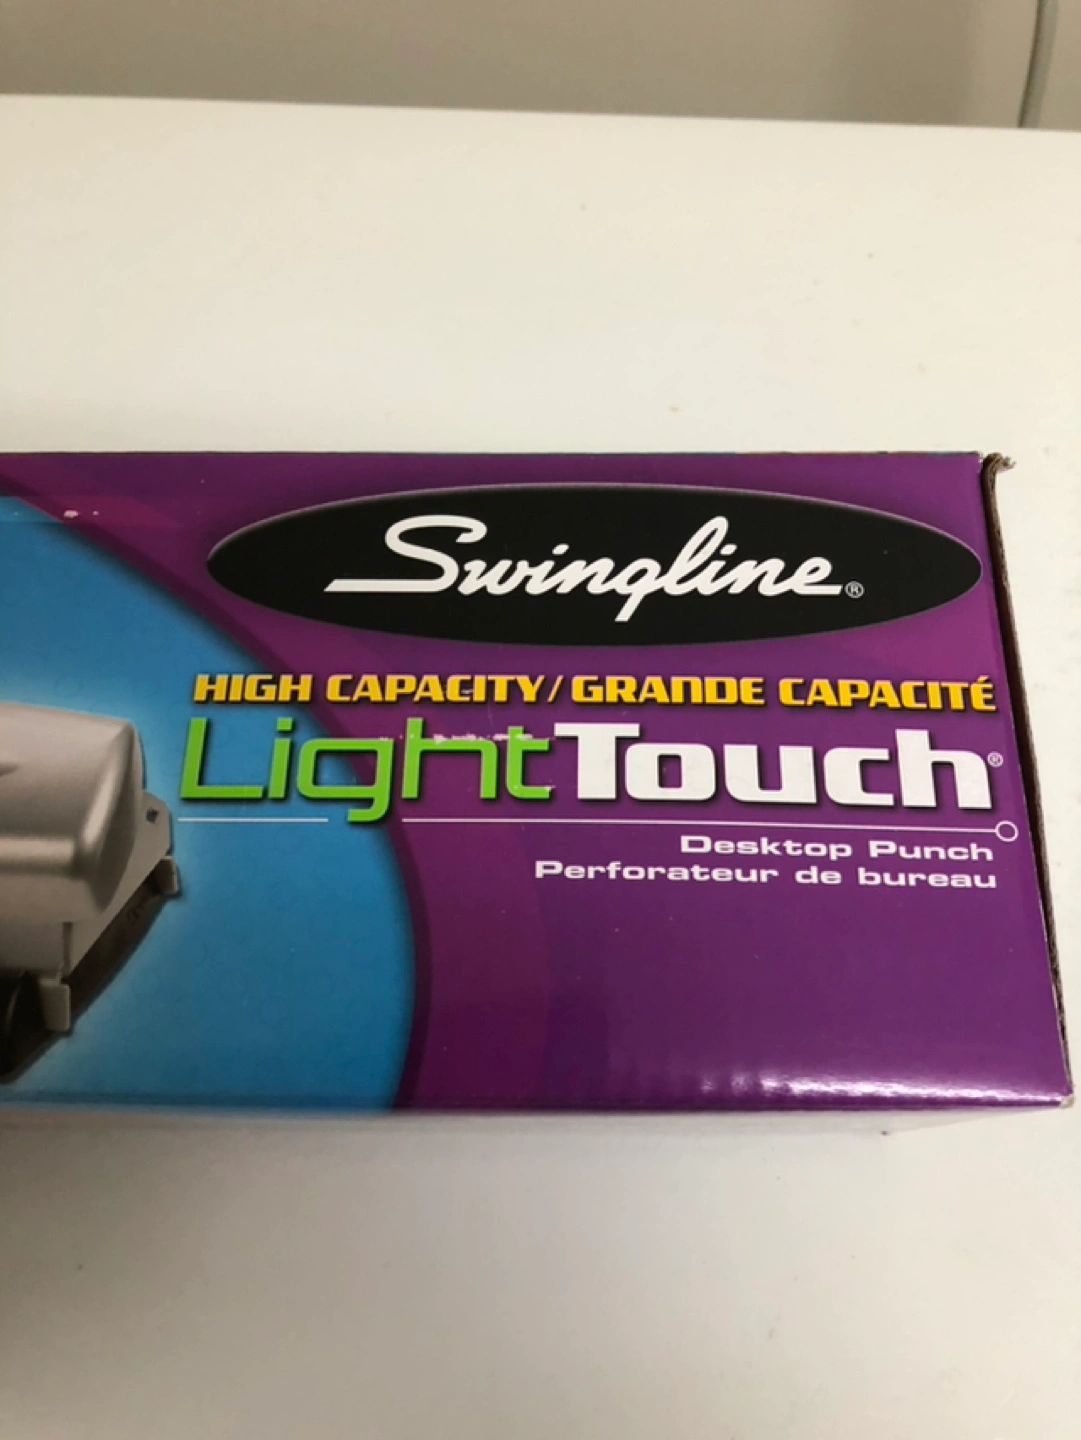 Swingline®
HIGH CAPACITY/GRANDE CAPACITÉ
LightTouch®
Desktop Punch
Perforateur de bureau